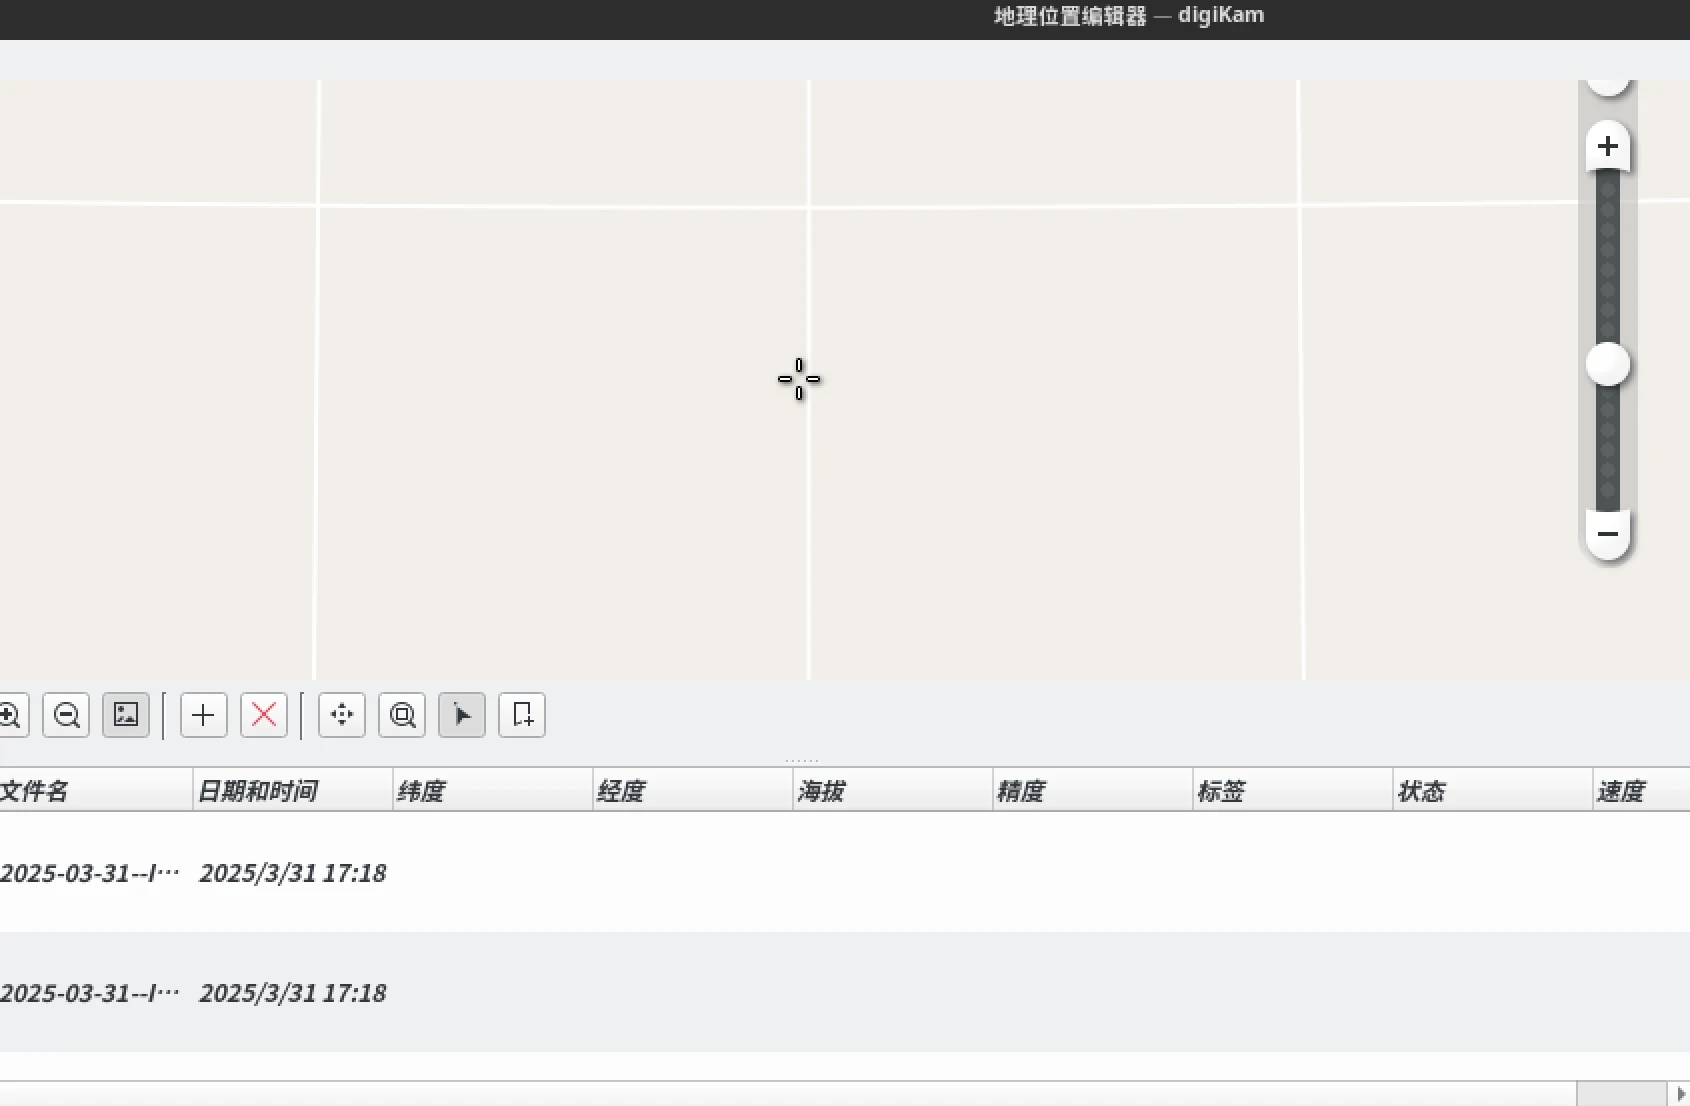 地理位置编辑器 — digiKam
文件名 日期和时间 纬度 经度 海拔 精度 标签 状态 速度
2025-03-31--I··· 2025/3/31 17:18
2025-03-31--I··· 2025/3/31 17:18